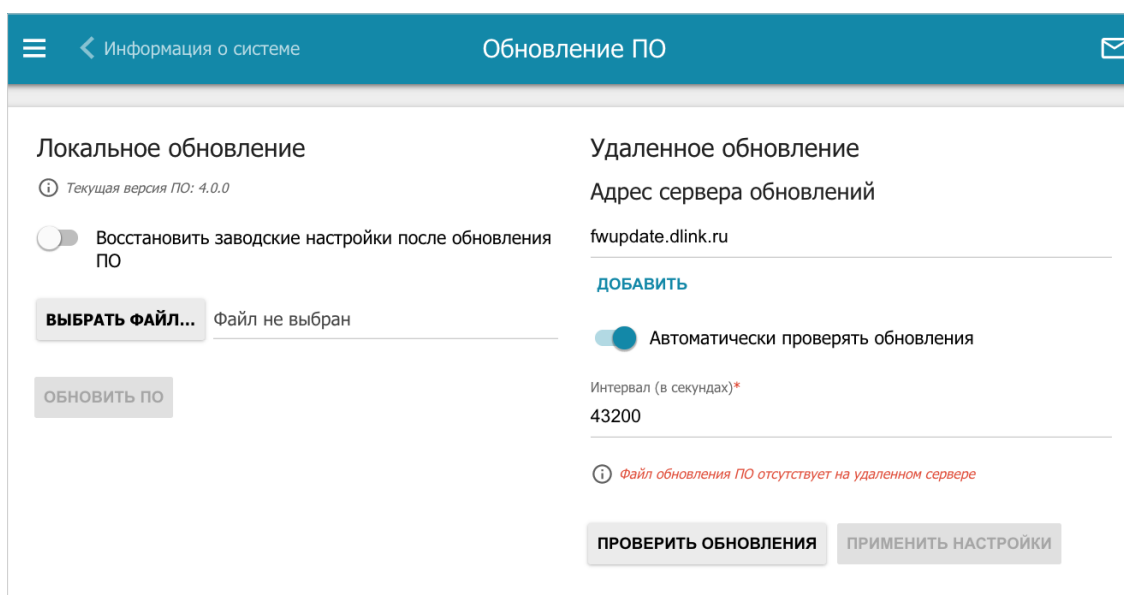 Информация о системе
Обновление ПО
Локальное обновление
Текущая версия ПО: 4.0.0
Восстановить заводские настройки после обновления
ПО
ВЫБРАТЬ ФАЙЛ...
Файл не выбран
ОБНОВИТЬ ПО
Удаленное обновление
Адрес сервера обновлений
fwupdate.dlink.ru
ДОБАВИТЬ
Автоматически проверять обновления
Интервал (в секундах)*
43200
Файл обновления ПО отсутствует на удаленном сервере
ПРОВЕРИТЬ ОБНОВЛЕНИЯ
ПРИМЕНИТЬ НАСТРОЙКИ